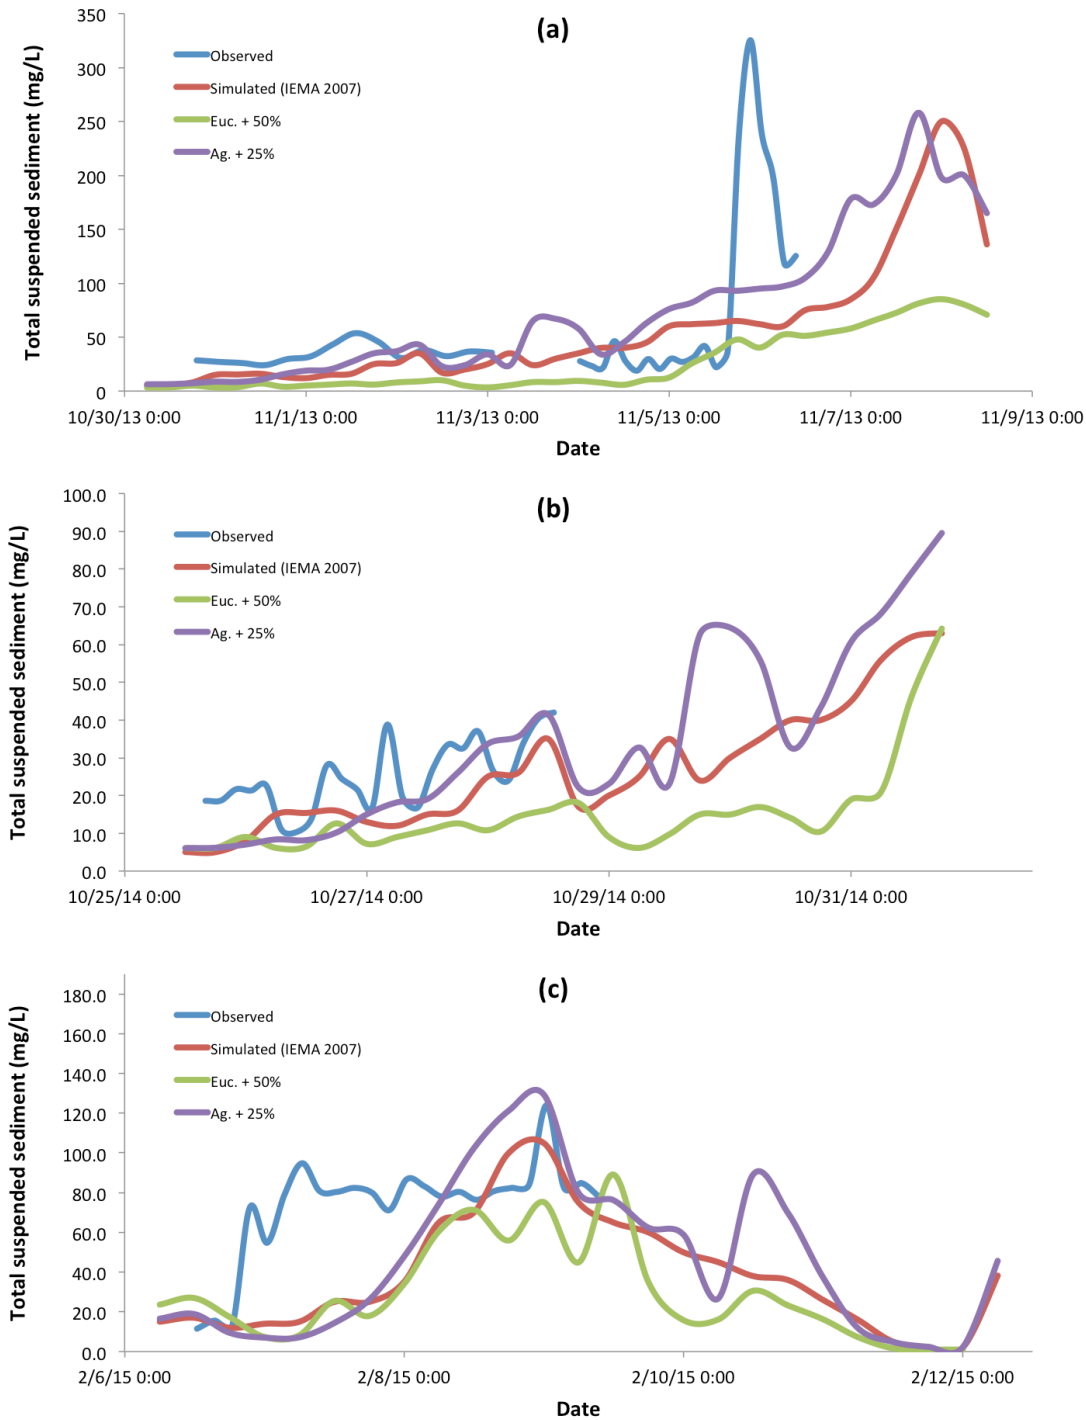 (a)
Total suspended sediment (mg/L)
350
300
250
200
150
100
50
0
Observed
Simulated (IEMA 2007)
Euc. + 50%
Ag. + 25%
10/30/13 0:00 11/1/13 0:00 11/3/13 0:00 11/5/13 0:00 11/7/13 0:00 11/9/13 0:00
Date
(b)
Total suspended sediment (mg/L)
100.0
90.0
80.0
70.0
60.0
50.0
40.0
30.0
20.0
10.0
0.0
Observed
Simulated (IEMA 2007)
Euc. + 50%
Ag. + 25%
10/25/14 0:00 10/27/14 0:00 10/29/14 0:00 10/31/14 0:00
Date
(c)
Total suspended sediment (mg/L)
180.0
160.0
140.0
120.0
100.0
80.0
60.0
40.0
20.0
0.0
Observed
Simulated (IEMA 2007)
Euc. + 50%
Ag. + 25%
2/6/15 0:00 2/8/15 0:00 2/10/15 0:00 2/12/15 0:00
Date